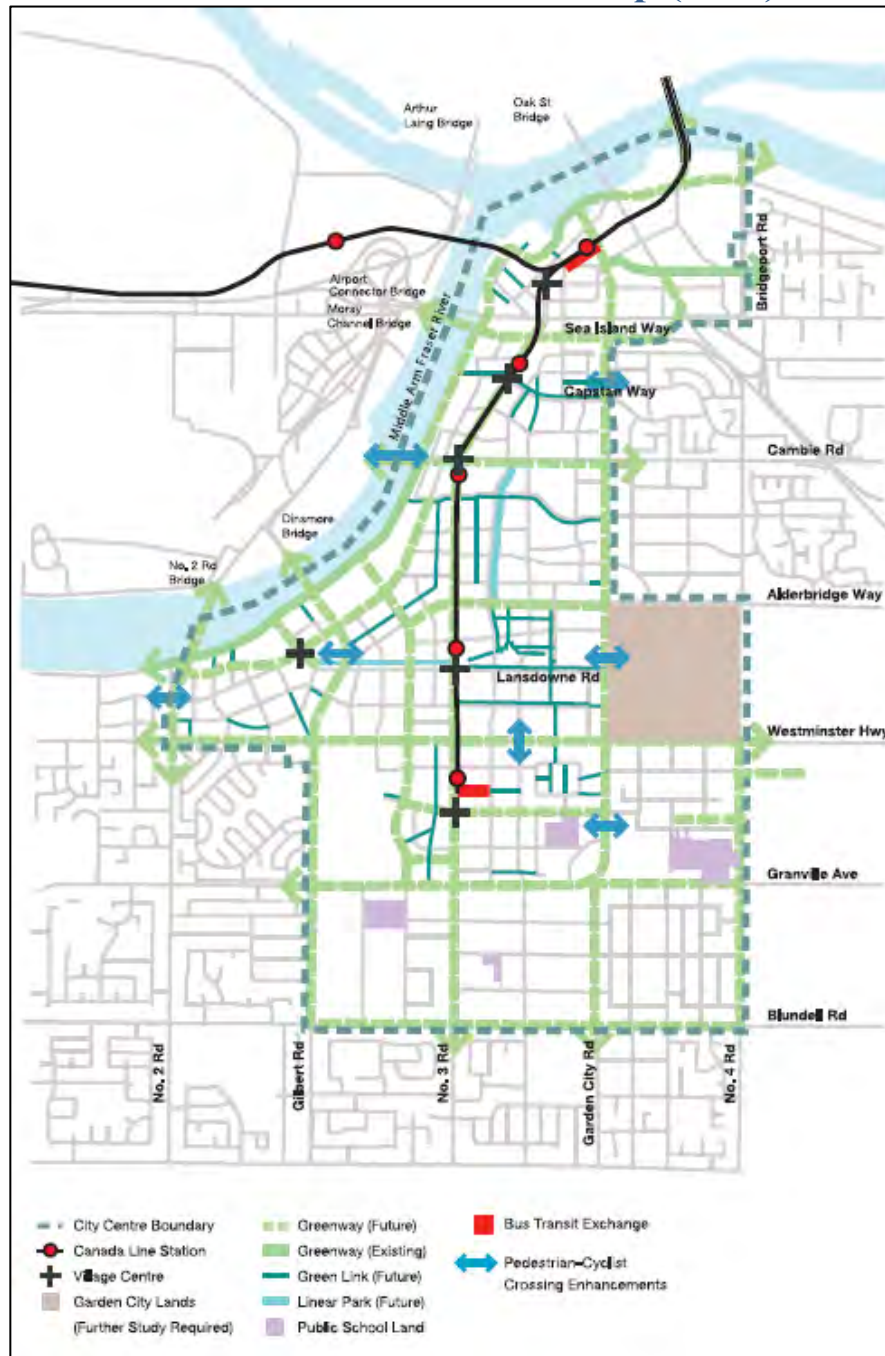 Arthur
Laing Bridge
Oak St
Bridge
Bridgeport Rd
Airport
Connector Bridge
Moray
Channel Bridge
Middle Arm Fraser River
Sea Island Way
Capstan Way
Cambie Rd
Dinsmore
Bridge
No. 2 Rd
Bridge
Alderbridge Way
Lansdowne Rd
Westminster Hwy
Granville Ave
Blundell Rd
No. 2 Rd
Gilbert Rd
No. 3 Rd
Garden City Rd
No. 4 Rd
City Centre Boundary
Canada Line Station
Village Centre
Garden City Lands
(Further Study Required)
Greenway (Future)
Greenway (Existing)
Green Link (Future)
Linear Park (Future)
Public School Land
Bus Transit Exchange
Pedestrian-Cyclist
Crossing Enhancements